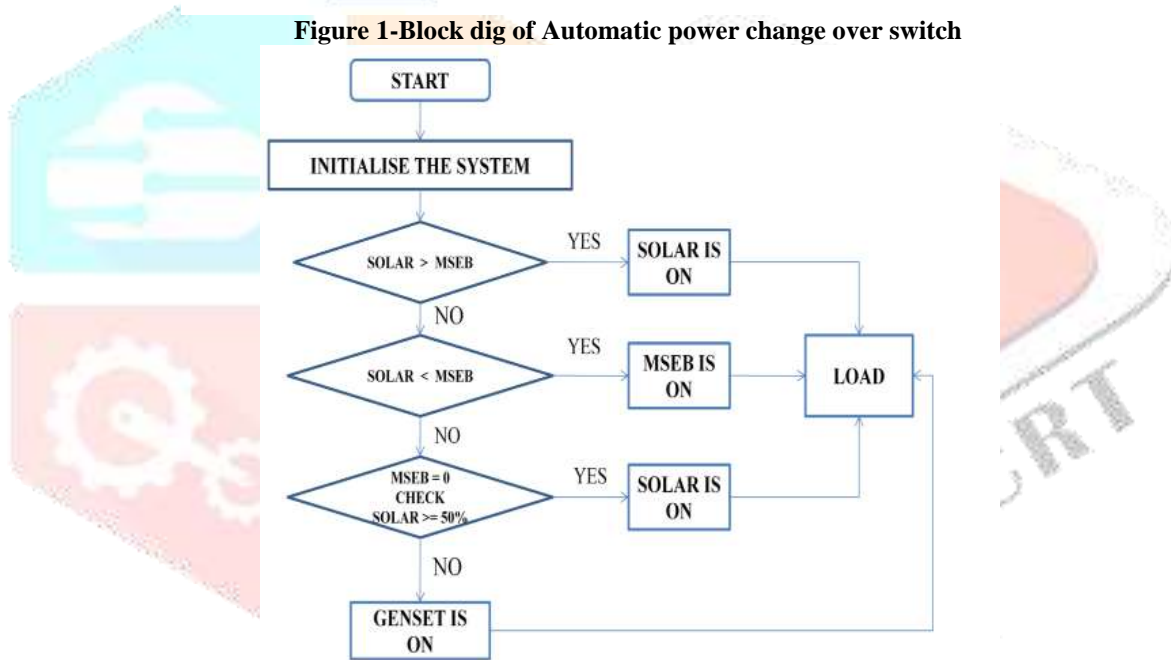 Figure 1-Block dig of Automatic power change over switch
START
INITIALISE THE SYSTEM
SOLAR > MSEB
YES
SOLAR IS
ON
NO
SOLAR < MSEB
YES
MSEB IS
ON
LOAD
NO
MSEB = 0
CHECK
SOLAR >= 50%
YES
SOLAR IS
ON
NO
GENSET IS
ON
CRT